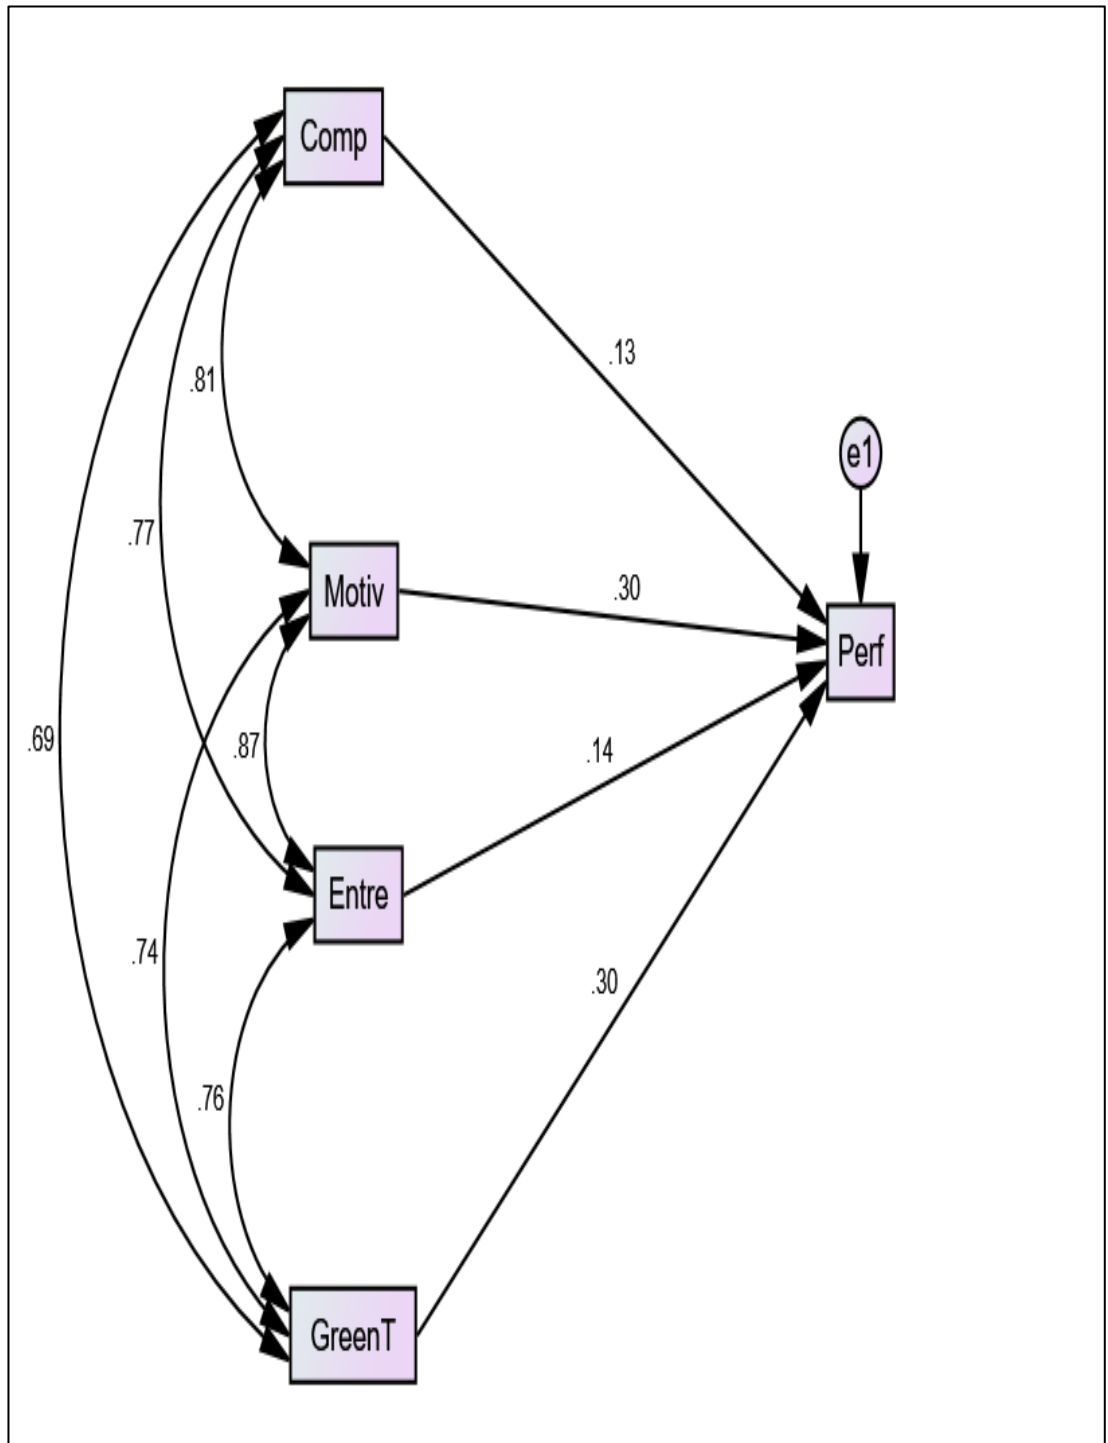 Comp
.13
.81
e1
.77
Motiv
.30
Perf
.69
.87
.14
Entre
.74
.30
.76
GreenT